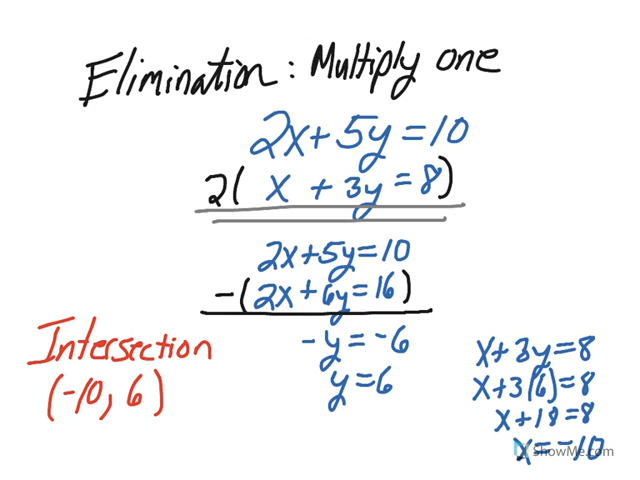 Elimination: Multiply one
2x+5y=10
2( x + 3y = 8)
2x+5y=10
-(2x+6y=16)
-y = -6
y=6
Intersection
(-10, 6)
x+3y=8
x+3(6)=8
x+18=8
x=-10
ShowMe.com